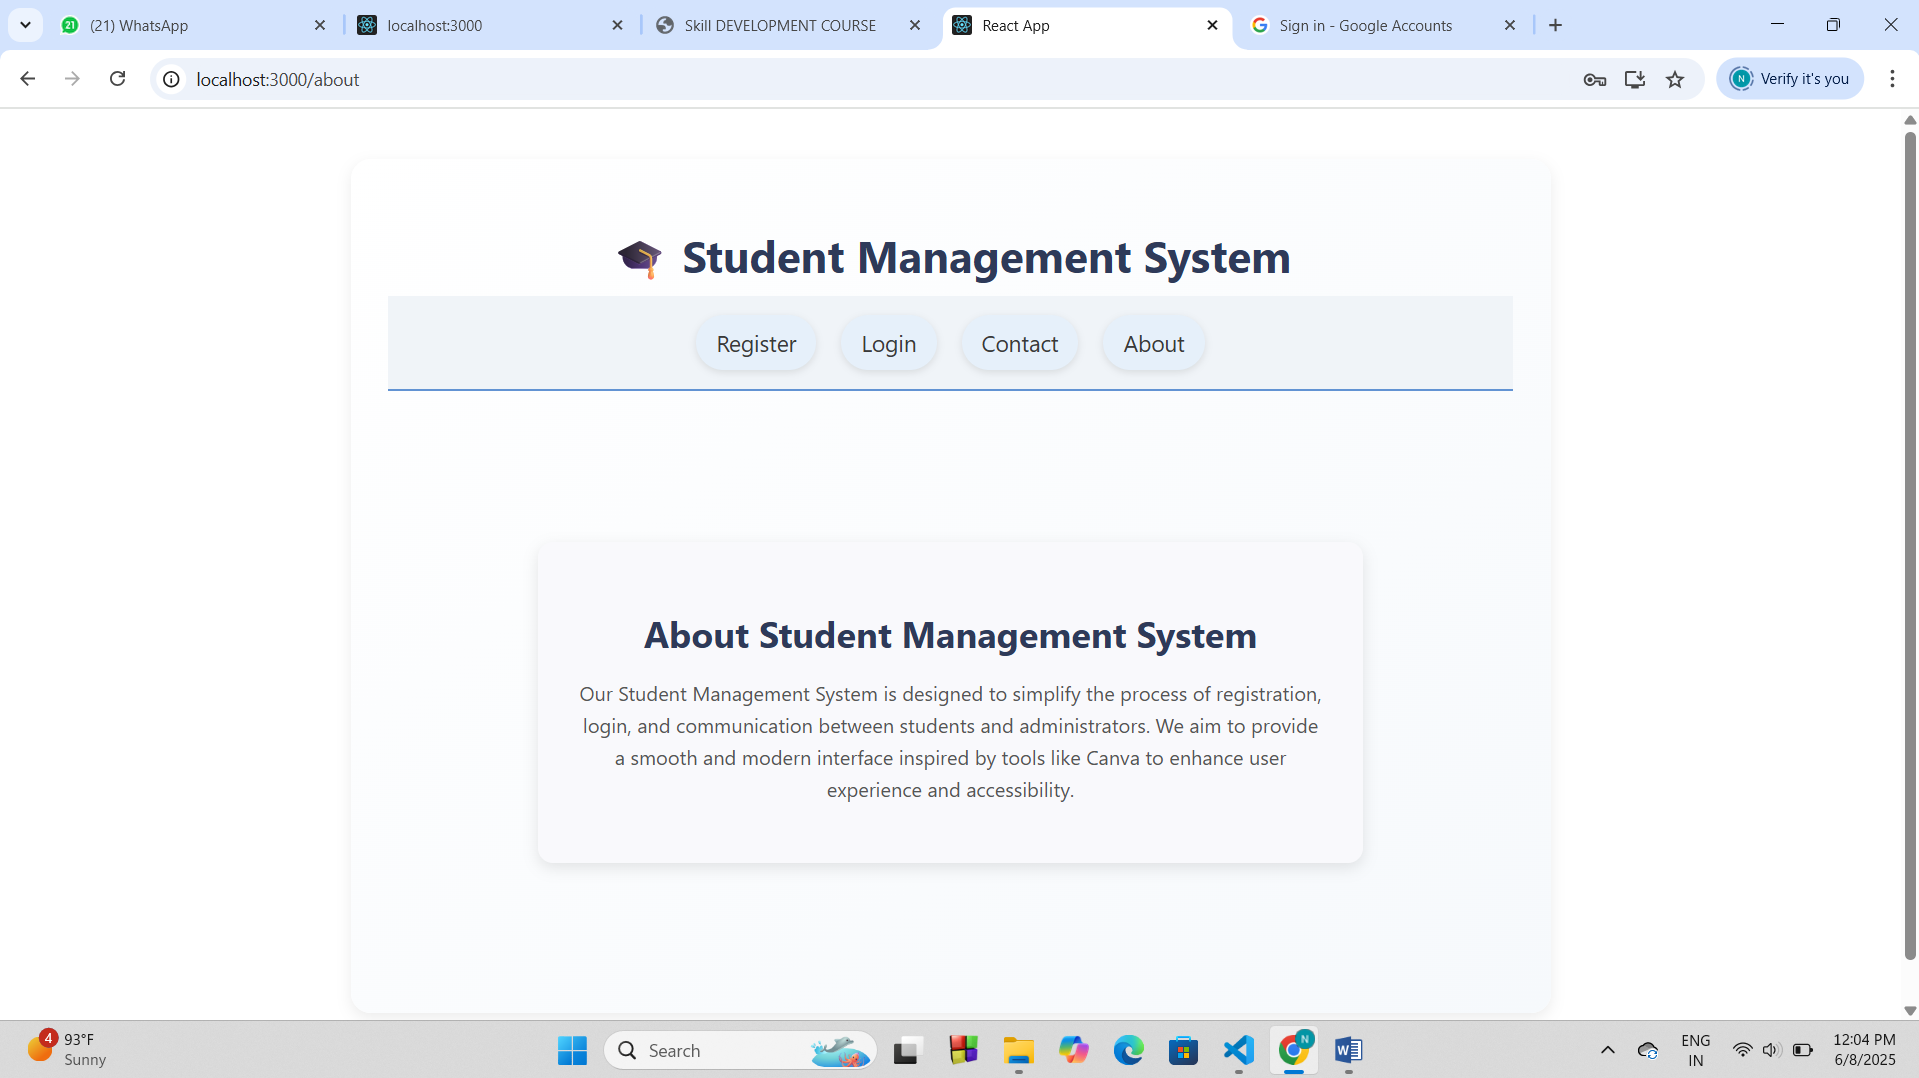 21
(21) WhatsApp
localhost:3000
Skill DEVELOPMENT COURSE
React App
Sign in - Google Accounts
localhost:3000/about
N
Verify it's you
Student Management System
Register
Login
Contact
About
About Student Management System
Our Student Management System is designed to simplify the process of registration,
login, and communication between students and administrators. We aim to provide
a smooth and modern interface inspired by tools like Canva to enhance user
experience and accessibility.
4
93°F
Sunny
Search
N
W
ENG
IN
12:04 PM
6/8/2025